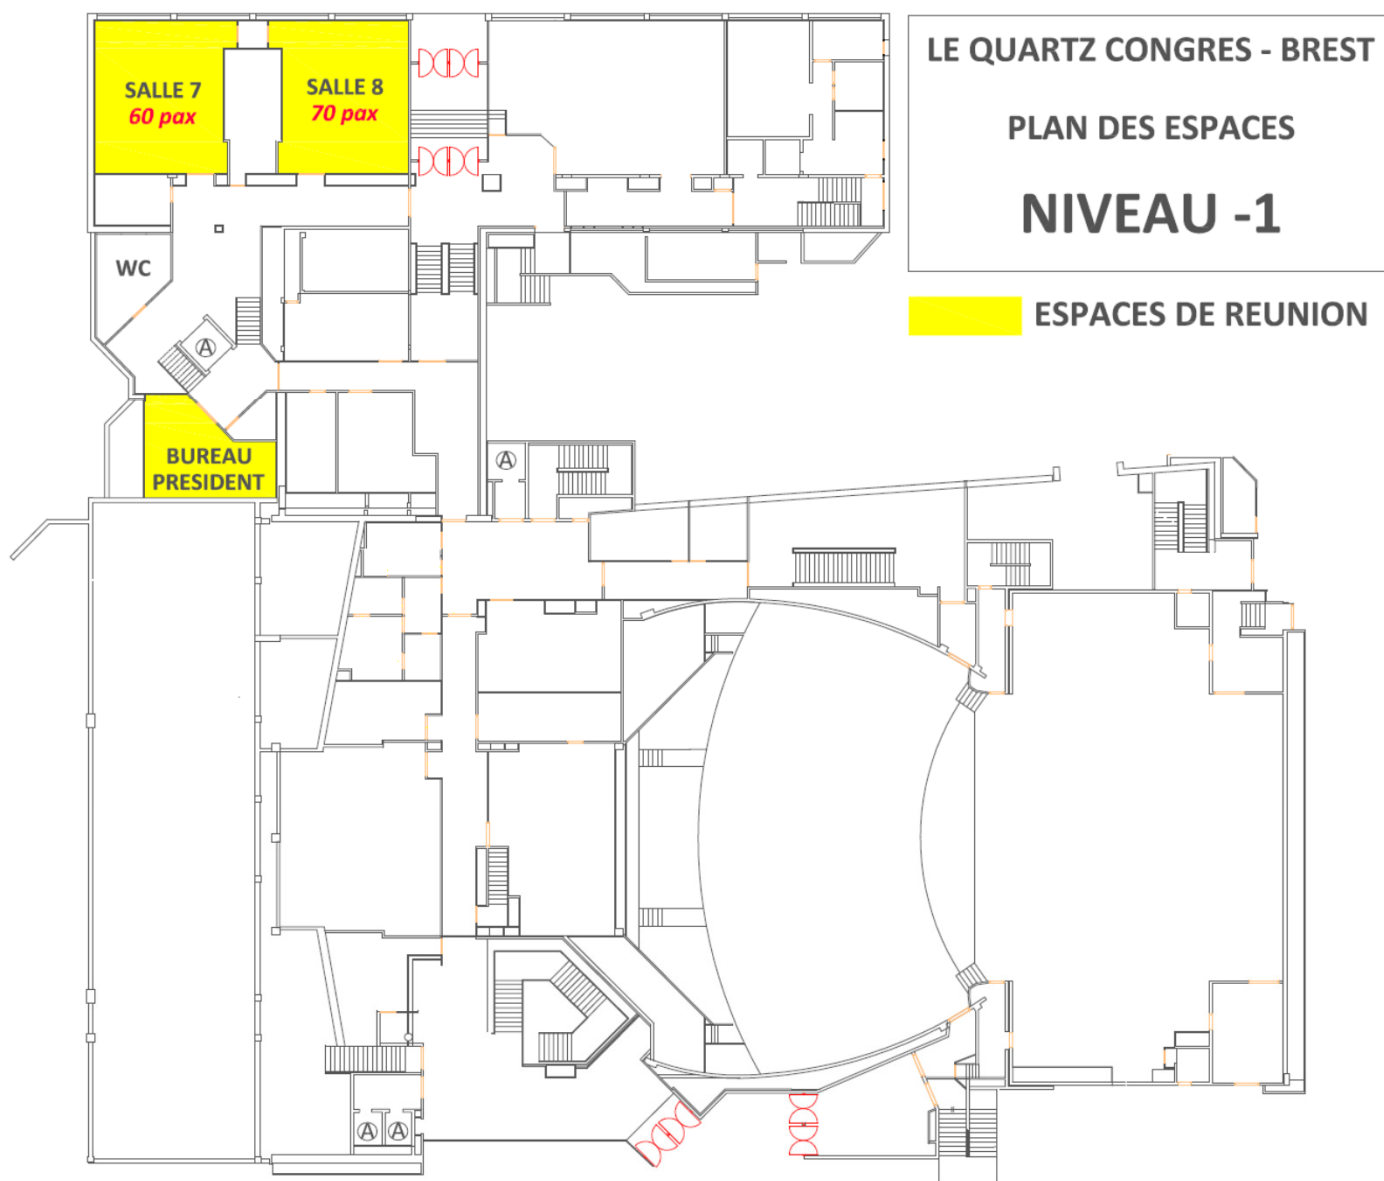 LE QUARTZ CONGRES - BREST
PLAN DES ESPACES
NIVEAU -1
ESPACES DE REUNION
SALLE 7
60 pax
SALLE 8
70 pax
WC
A
BUREAU
PRESIDENT
A
A
A